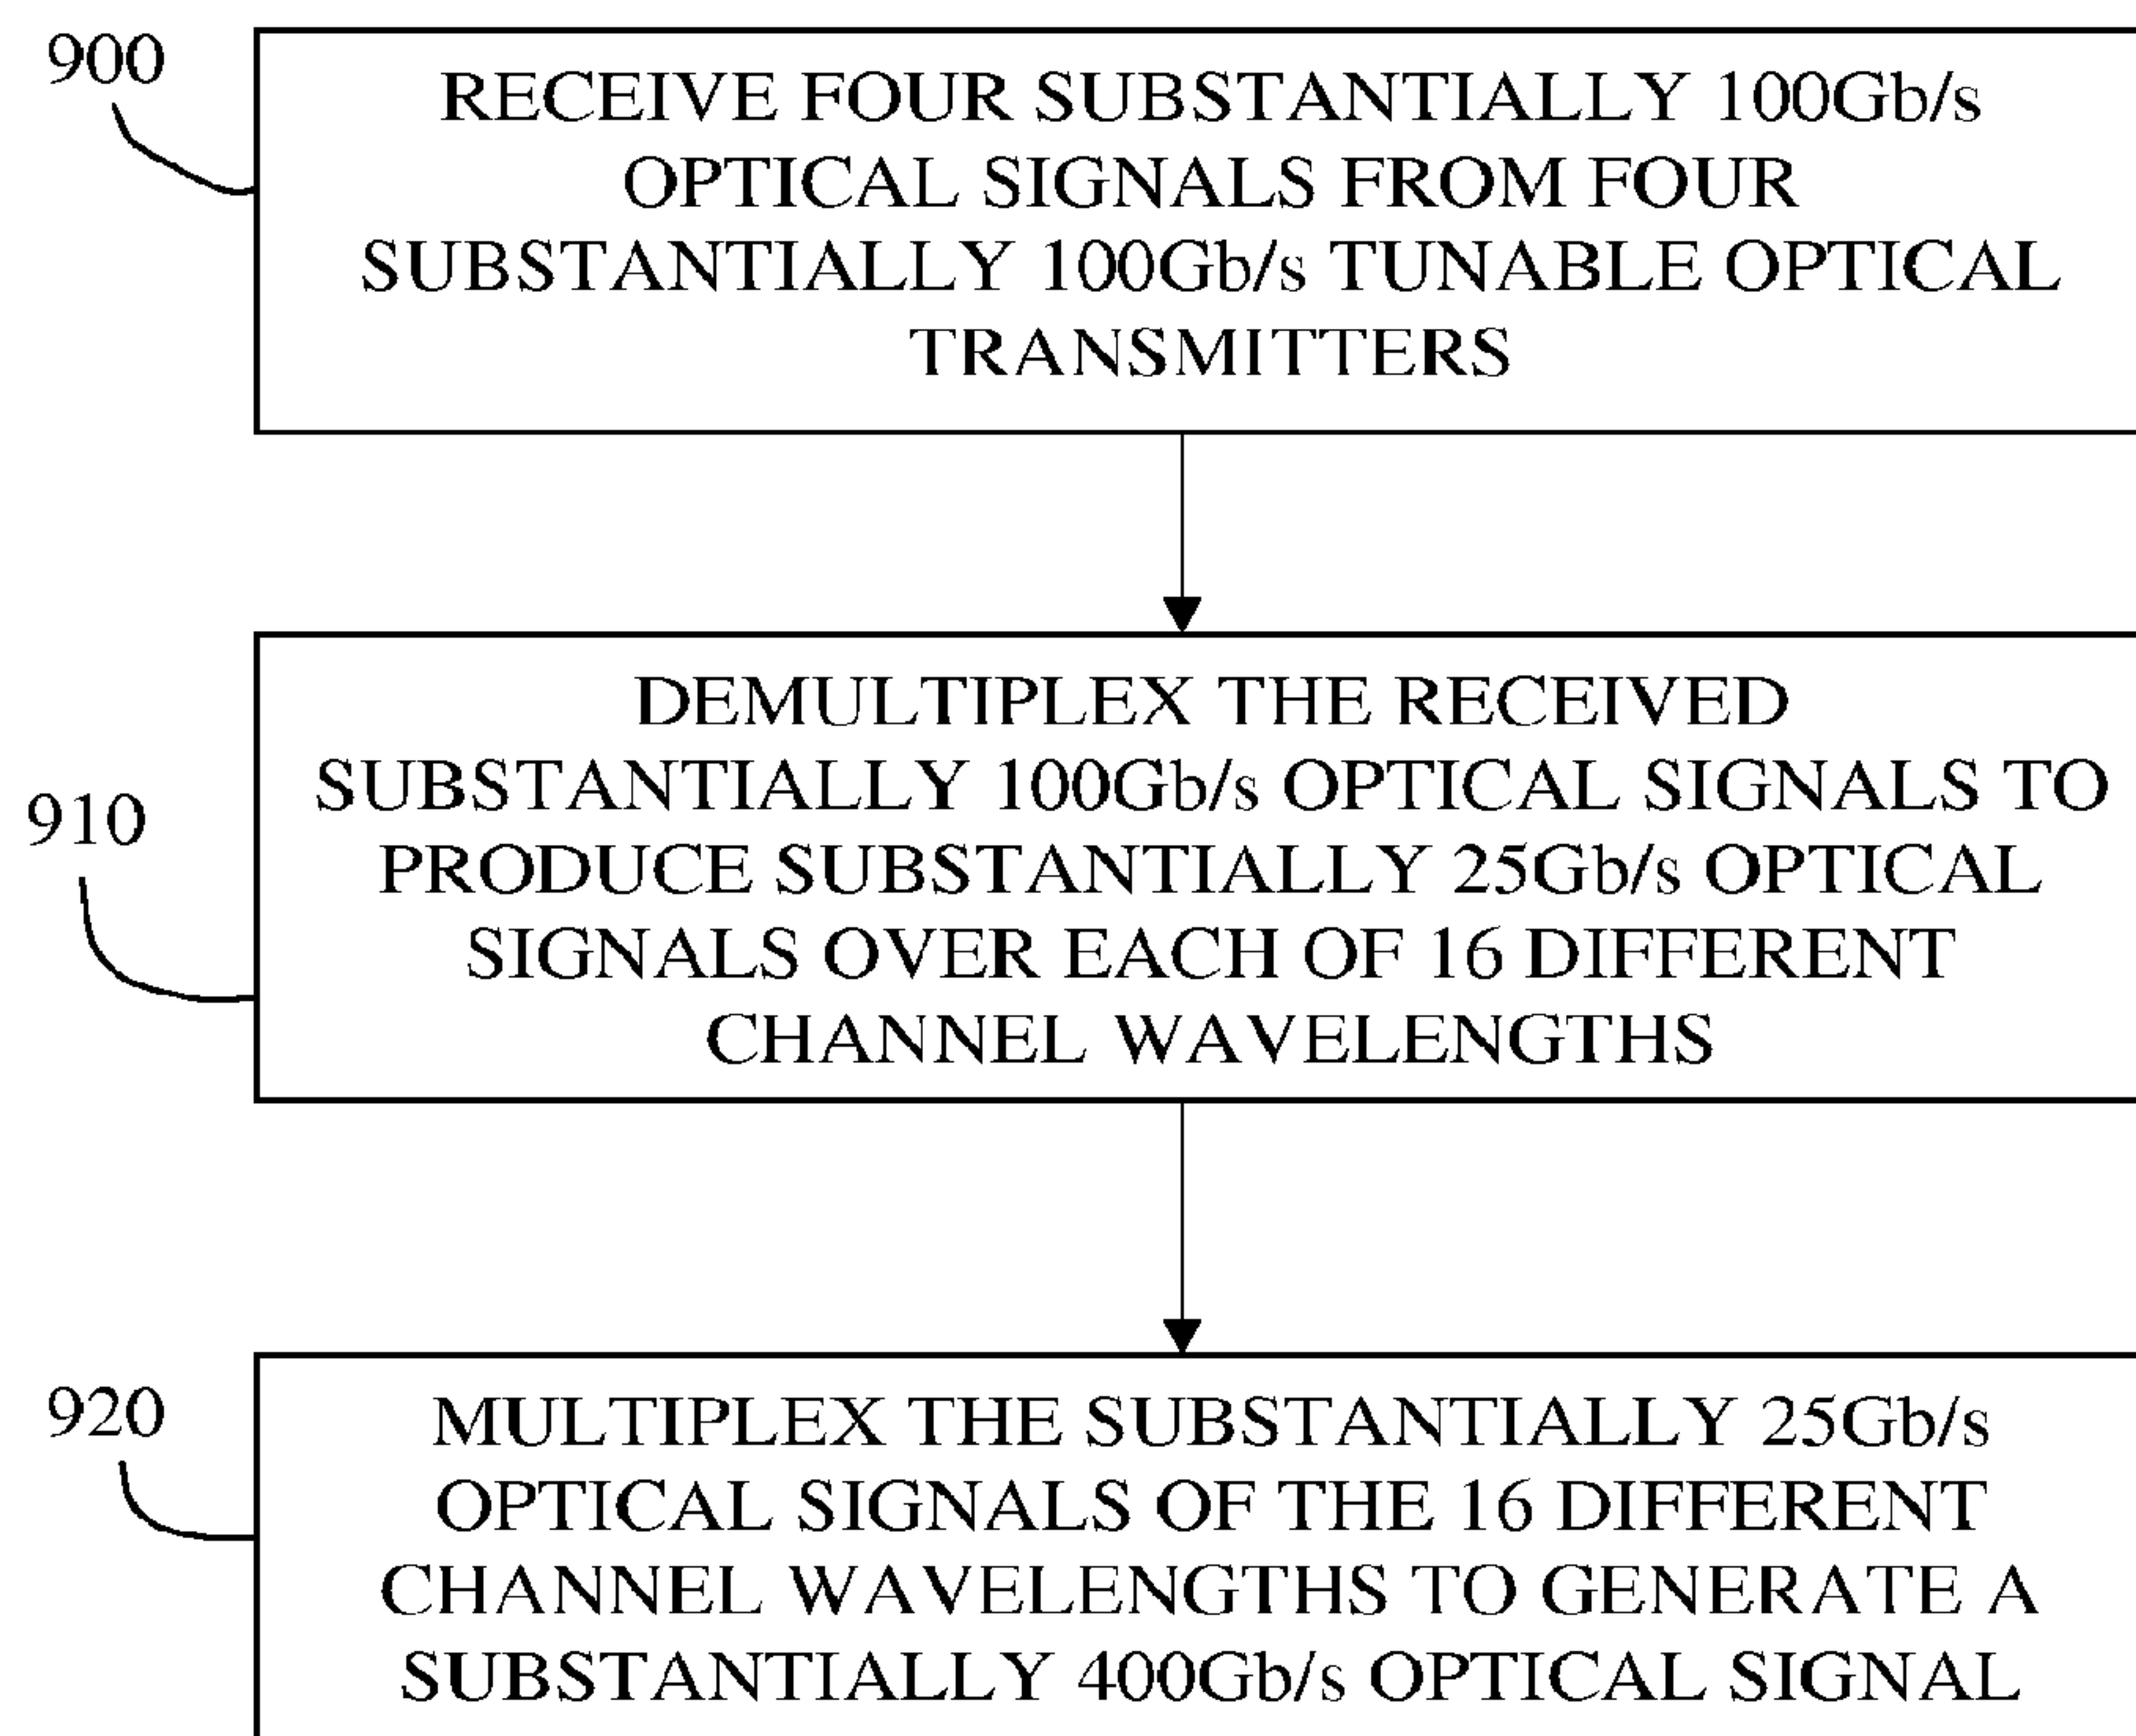 900
RECEIVE FOUR SUBSTANTIALLY 100Gb/s
OPTICAL SIGNALS FROM FOUR
SUBSTANTIALLY 100Gb/s TUNABLE OPTICAL
TRANSMITTERS
DEMULTIPLEX THE RECEIVED
SUBSTANTIALLY 100Gb/s OPTICAL SIGNALS TO
910
PRODUCE SUBSTANTIALLY 25Gb/s OPTICAL
SIGNALS OVER EACH OF 16 DIFFERENT
CHANNEL WAVELENGTHS
920
MULTIPLEX THE SUBSTANTIALLY 25Gb/s
OPTICAL SIGNALS OF THE 16 DIFFERENT
CHANNEL WAVELENGTHS TO GENERATE A
SUBSTANTIALLY 400Gb/s OPTICAL SIGNAL